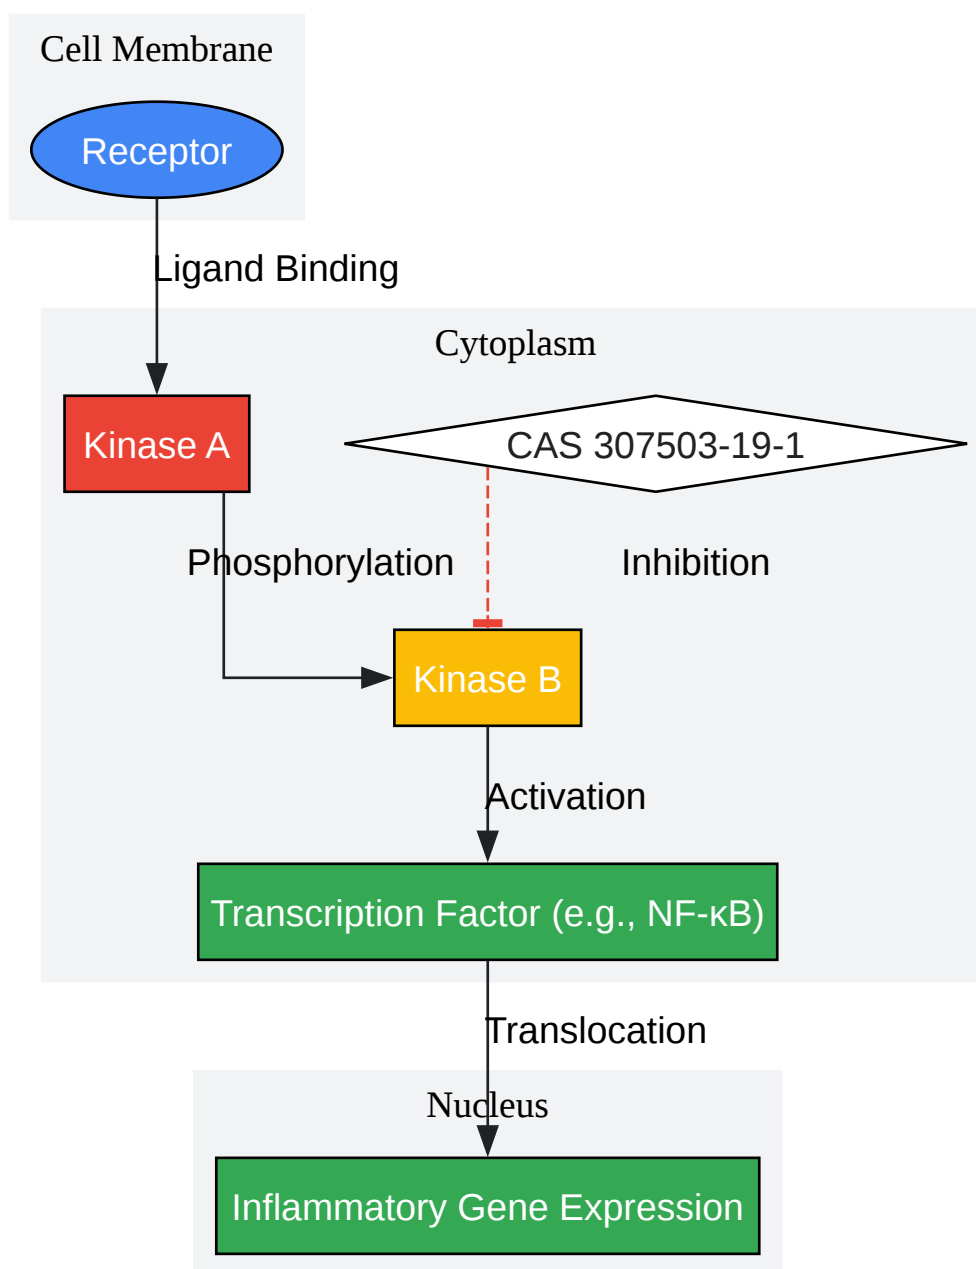 Cell Membrane
Receptor
Ligand Binding
Cytoplasm
Kinase A
CAS 307503-19-1
Phosphorylation
Inhibition
Kinase B
Activation
Transcription Factor (e.g., NF-κB)
Translocation
Nucleus
Inflammatory Gene Expression